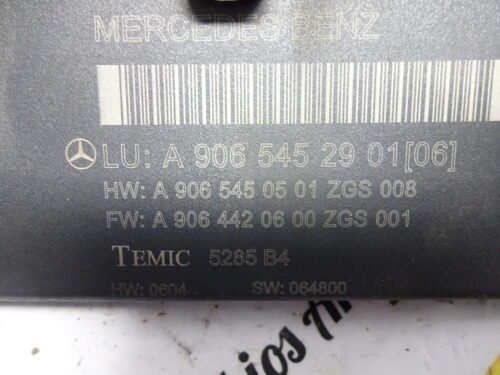 MERCEDES BENZ
LU: A 906 545 29 01[06]
HW: A 906 545 05 01 ZGS 008
FW: A 906 442 06 00 ZGS 001
TEMIC 5285 B4
HW: 0604 SW: 064800